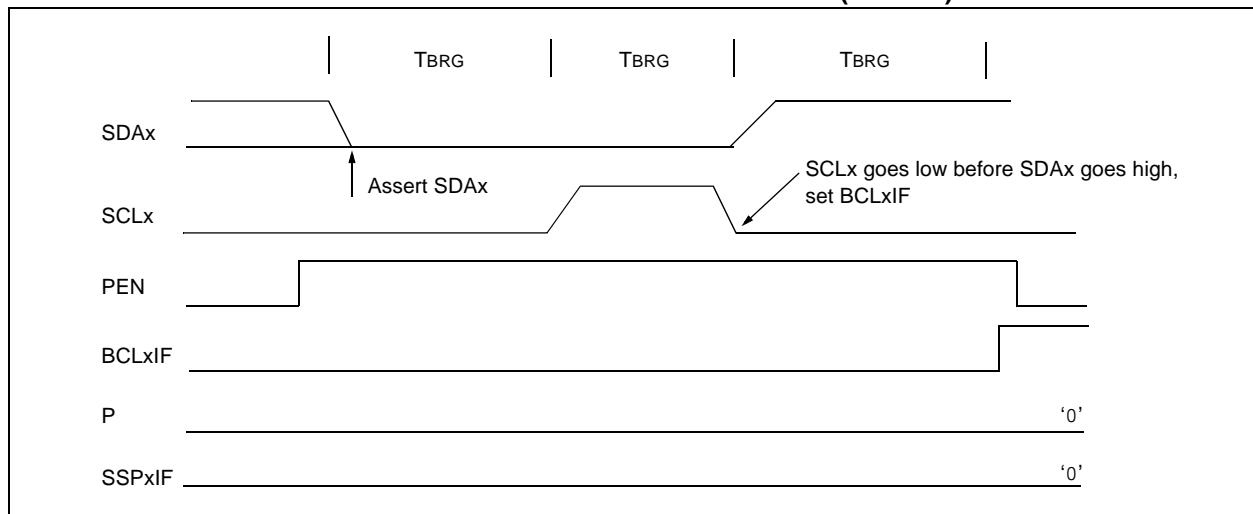 TBRG TBRG TBRG
SDAx
Assert SDAx
SCLx goes low before SDAx goes high,
set BCLxIF
SCLx
PEN
BCLxIF
P
‘0’
SSPxIF
‘0’